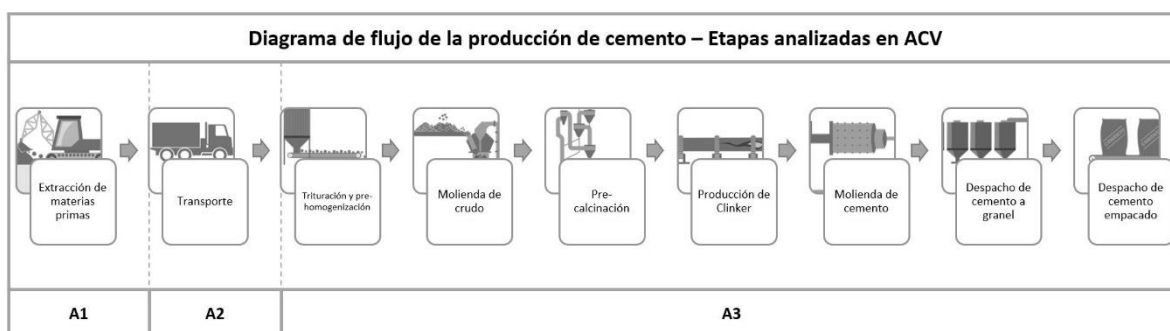 Diagrama de flujo de la producción de cemento – Etapas analizadas en ACV
Extracción de
materias
primas
Transporte
Trituración y pre-
homogenización
Molienda de
crudo
Pre-
calcinación
Producción de
Clinker
Molienda de
cemento
Despacho de
cemento a
granel
Despacho de
cemento
empacado
A1
A2
A3